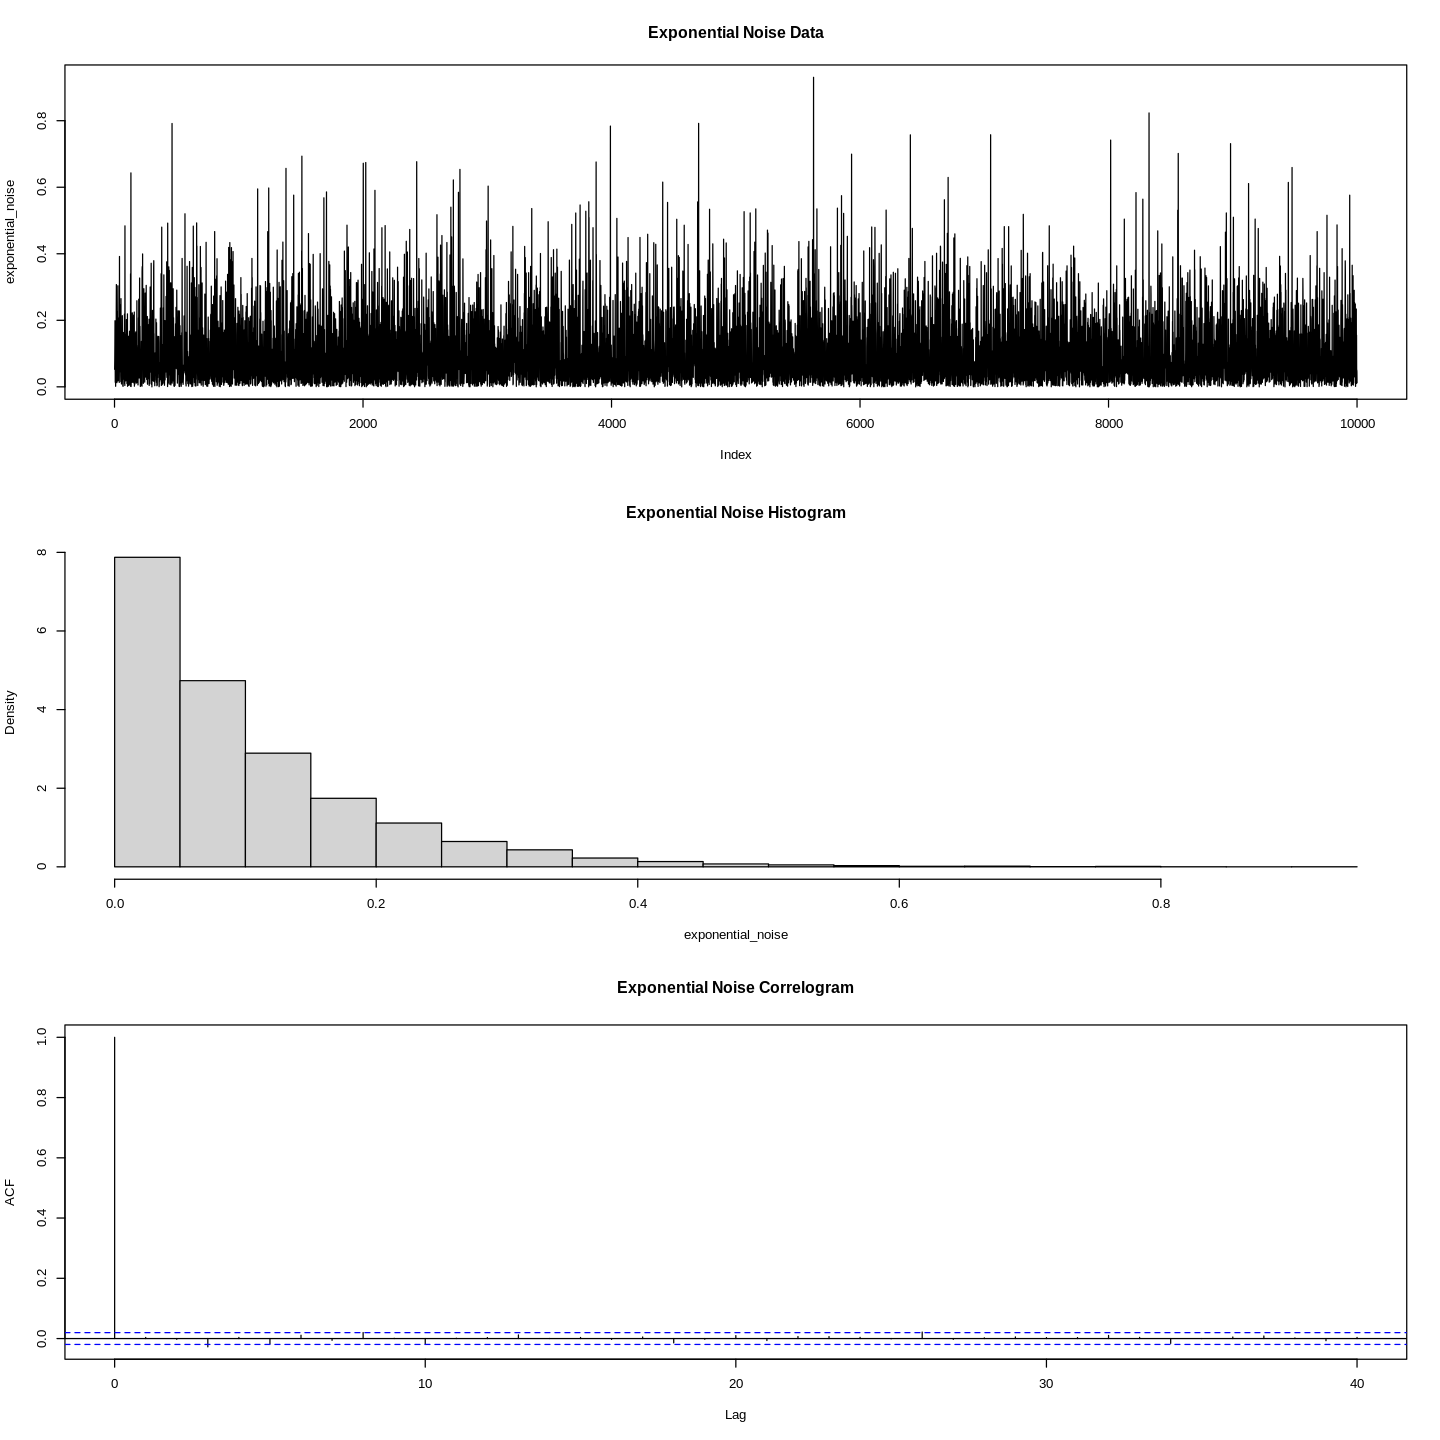 Exponential Noise Data
exponential_noise
0.0 0.2 0.4 0.6 0.8
0 2000 4000 6000 8000 10000
Index
Exponential Noise Histogram
Density
0 2 4 6 8
0.0 0.2 0.4 0.6 0.8
exponential_noise
Exponential Noise Correlogram
ACF
0.0 0.2 0.4 0.6 0.8 1.0
0 10 20 30 40
Lag